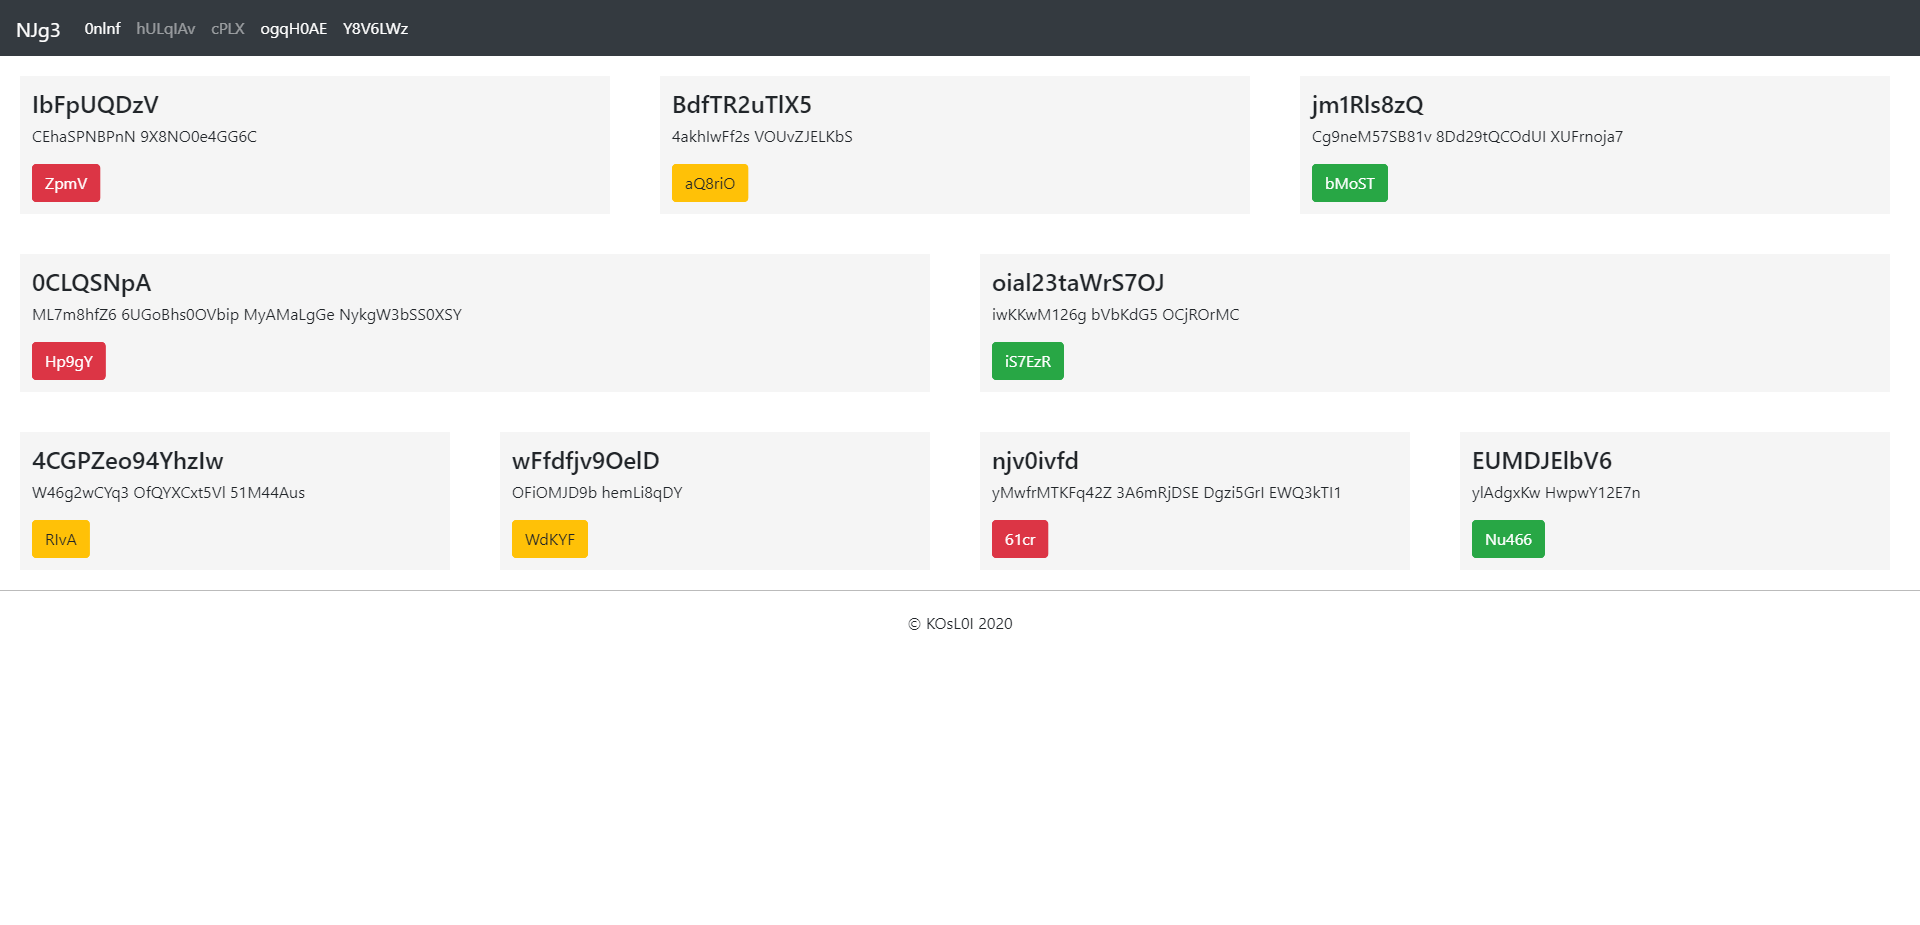 NJg3 0nlnf hULqIAv cPLX ogqH0AE Y8V6LWz
IbFpUQDzV
CEhaSPNBPnN 9X8NO0e4GG6C
ZpmV
BdfTR2uTlX5
4akhIwFf2s VOUvZJELKbS
aQ8riO
jm1Rls8zQ
Cg9neM57SB81v 8Dd29tQCOdUI XUFrnoja7
bMoST
0CLQSNpA
ML7m8hfZ6 6UGoBhs0OVbip MyAMaLgGe NykgW3bSS0XSY
Hp9gY
oial23taWrS7OJ
iwKKwM126g bVbKdG5 OCjROrMC
iS7EzR
4CGPZeo94YhzIw
W46g2wCYq3 OfQYXCxt5Vl 51M44Aus
RIvA
wFfdfjv9OelD
OFiOMJD9b hemLi8qDY
WdKYF
njv0ivfd
yMwfrMTKFq42Z 3A6mRjDSE Dgzi5GrI EWQ3kTI1
61cr
EUMDJElbV6
ylAdgxKw HwpwY12E7n
Nu466
© KOsL0I 2020